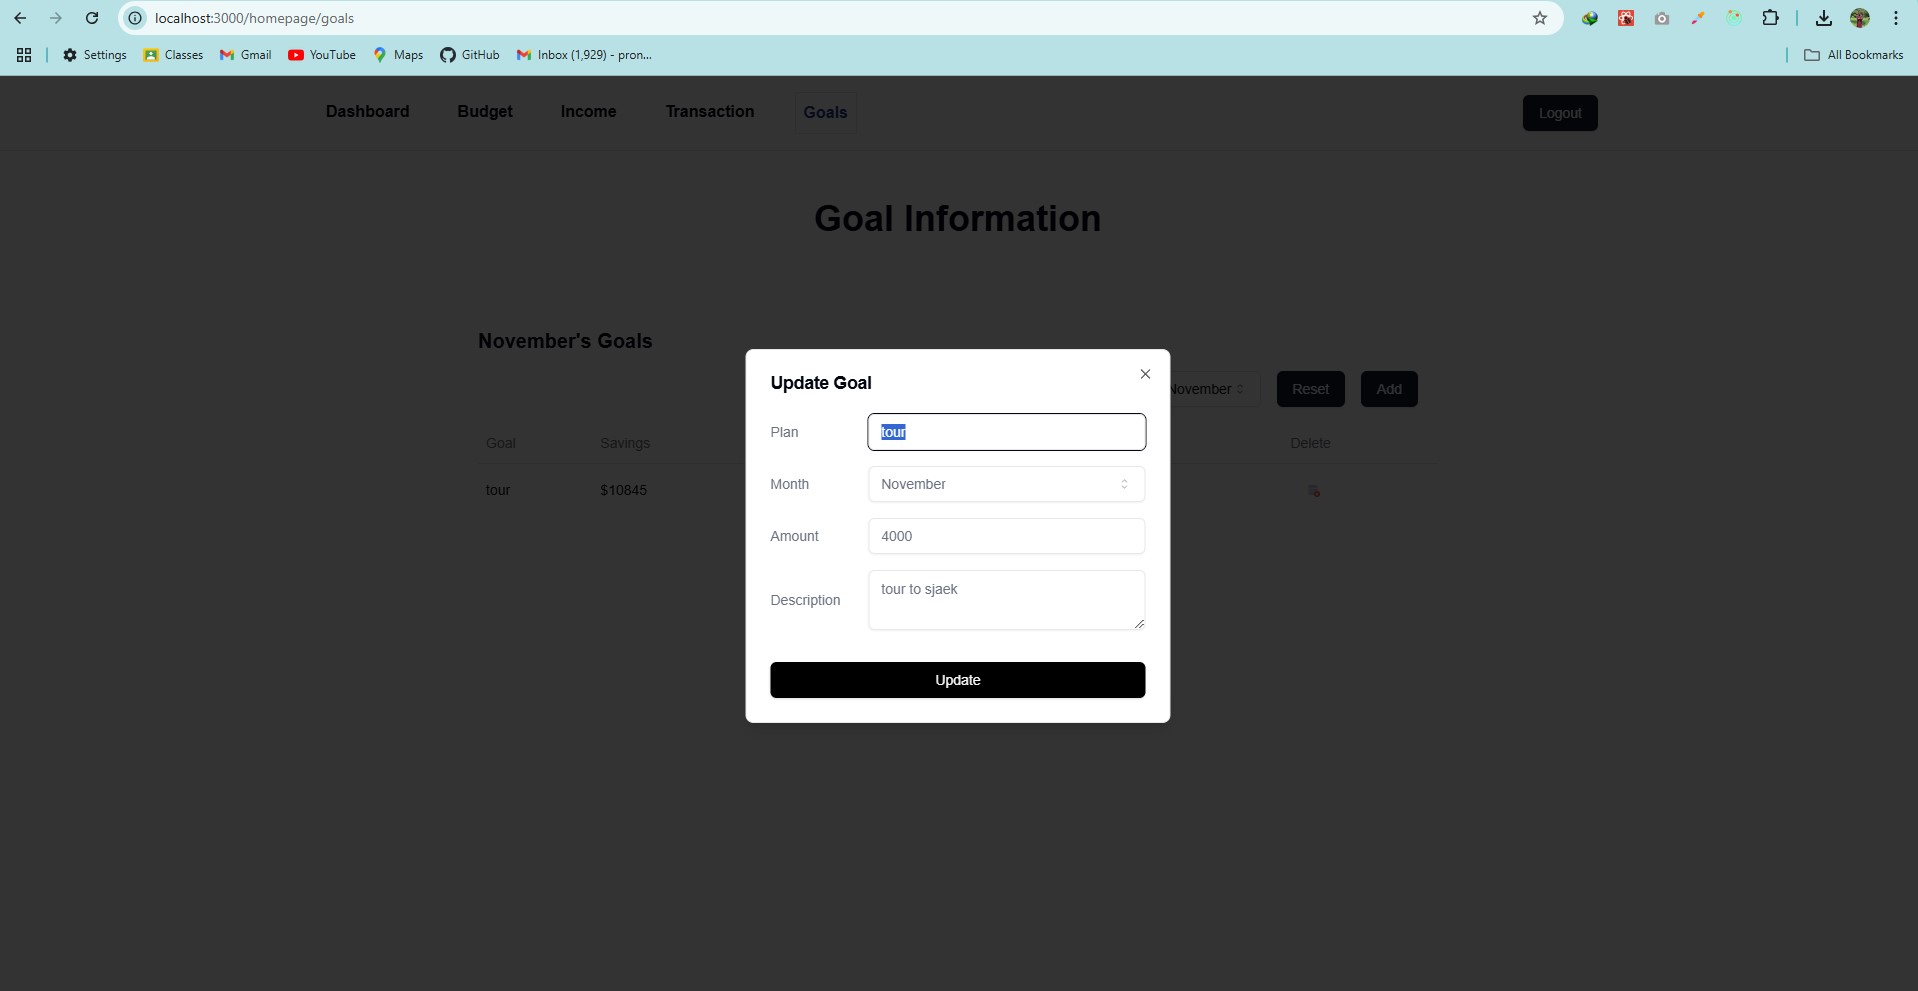 localhost:3000/homepage/goals
Settings Classes Gmail YouTube Maps GitHub Inbox (1,929) - pron... All Bookmarks
Dashboard Budget Income Transaction Goals Logout
Goal Information
November's Goals
November Reset Add
Goal Savings Delete
tour $10845
Update Goal
Plan tour
Month November
Amount 4000
Description tour to sjaek
Update